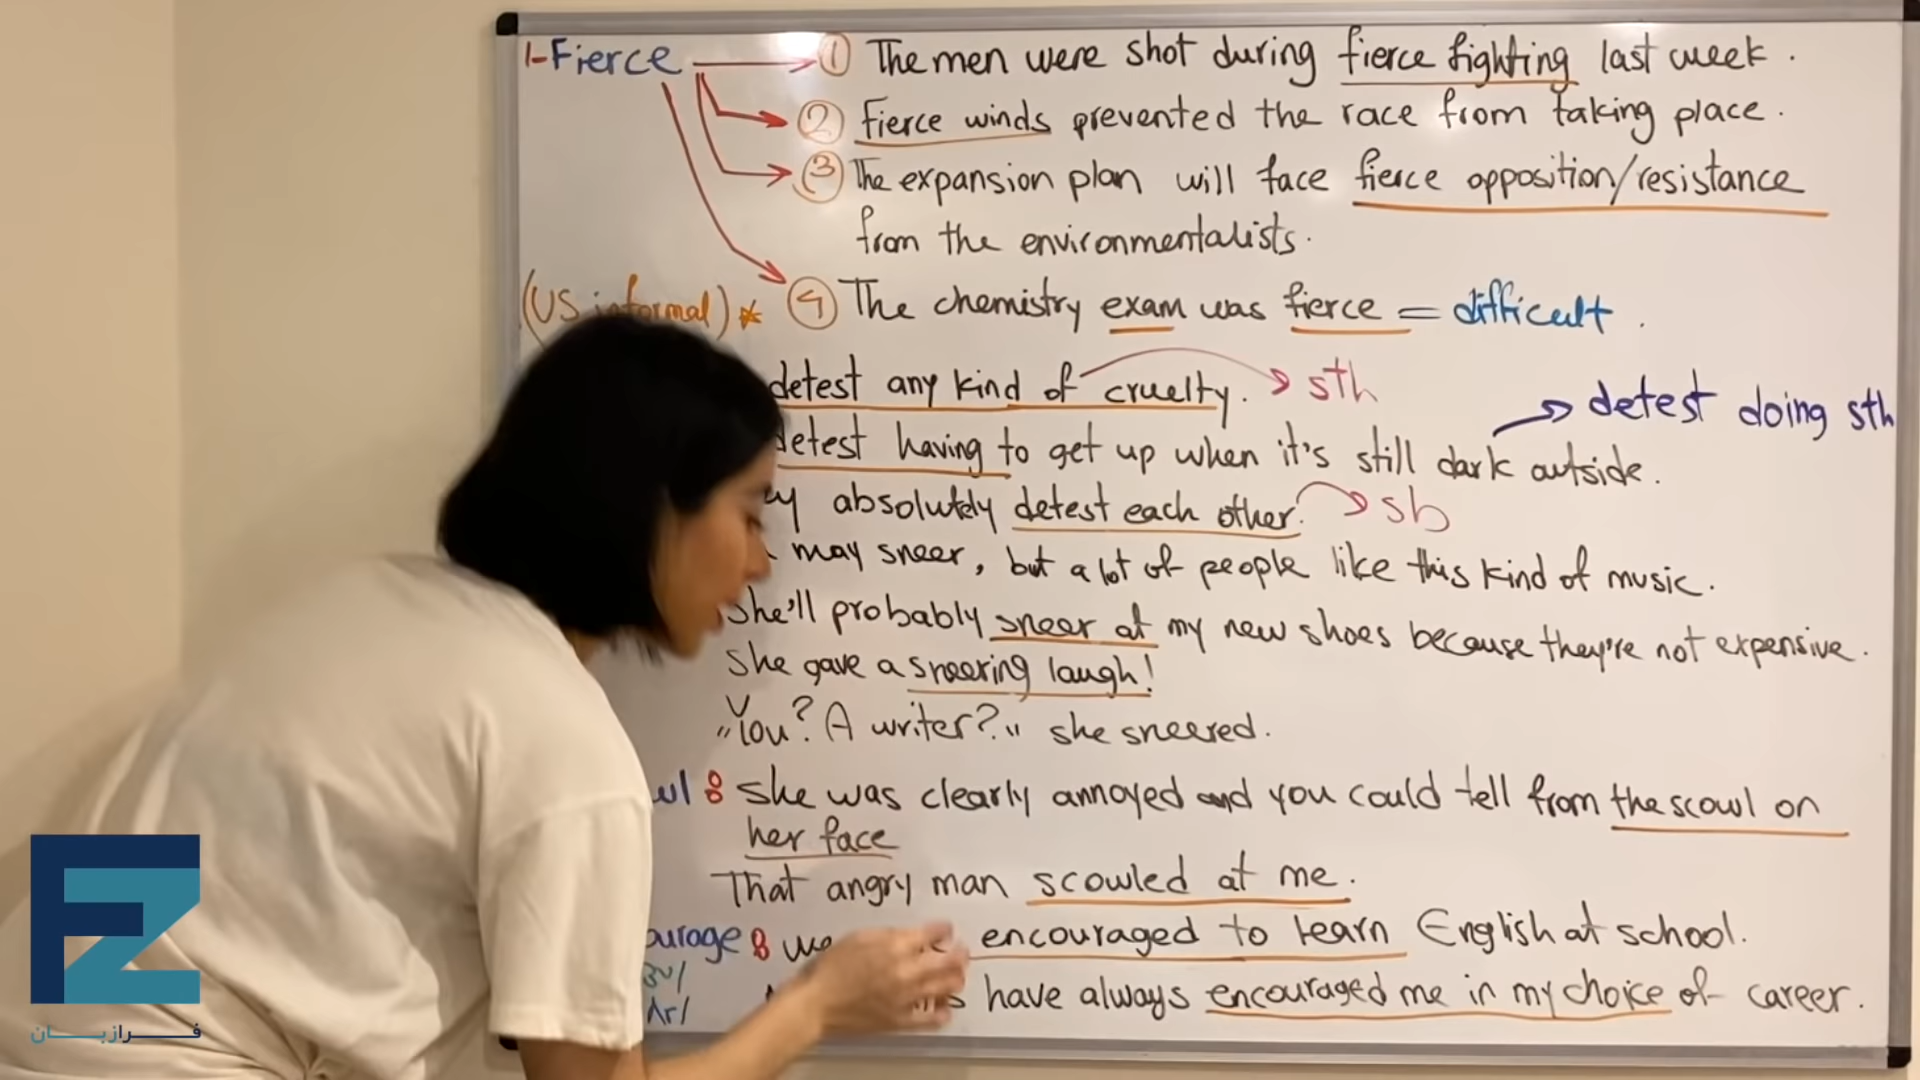 1-Fierce ① The men were shot during fierce fighting last week.
② Fierce winds prevented the race from taking place.
③ The expansion plan will face fierce opposition/resistance
from the environmentalists.
(US informal) * ④ The chemistry exam was fierce = difficult.
detest any kind of cruelty. → sth
→ detest doing sth
detest having to get up when it's still dark outside.
absolutely detest each other. → sb
may sneer, but a lot of people like this kind of music.
She'll probably sneer at my new shoes because they're not expensive.
She gave a sneering laugh!
"You? A writer?" she sneered.
: She was clearly annoyed and you could tell from the scowl on
her face
That angry man scowled at me.
: we encouraged to learn English at school.
have always encouraged me in my choice of career.
EZ
فرازبان